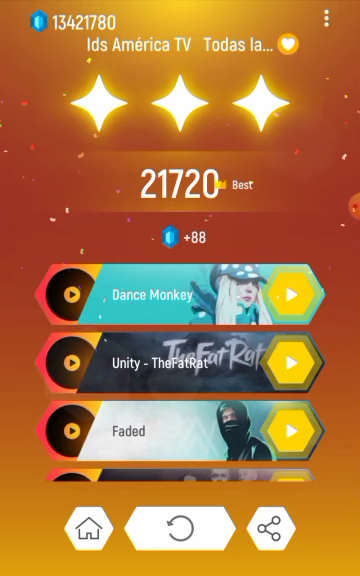 13421780
Ids América TV Todas la...
21720 Best
+88
Dance Monkey
TheFatRat
Unity - TheFatRat
Faded